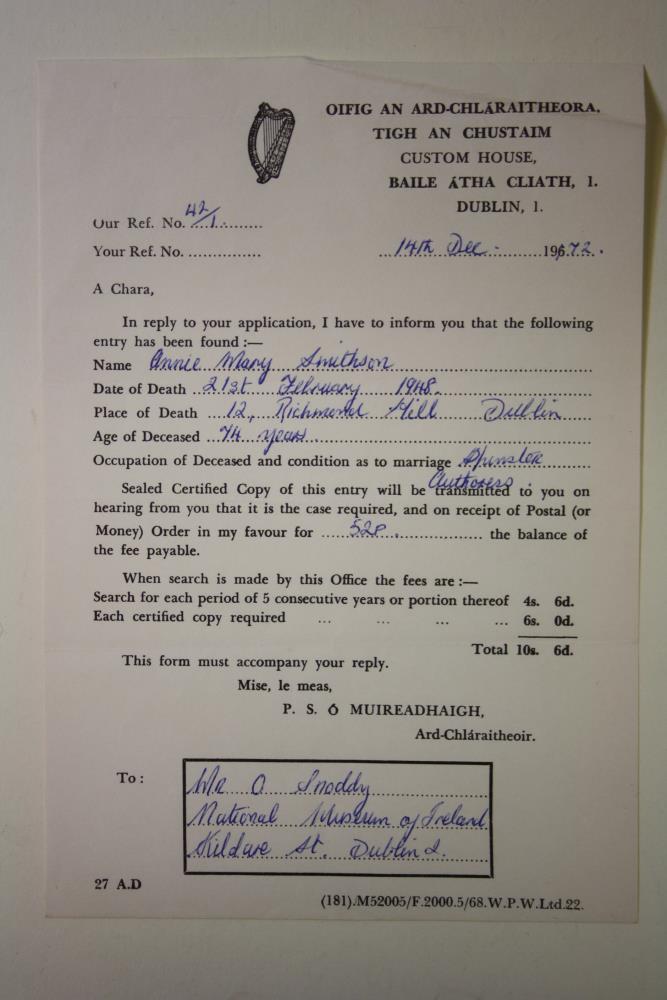 OIFIG AN ARD-CHLÁRAITHEORA.
TIGH AN CHUSTAIM
CUSTOM HOUSE,
BAILE ÁTHA CLIATH, 1.
DUBLIN, 1.
Our Ref. No. 42/1
Your Ref. No. ................
14th Dec. 1972.
A Chara,
In reply to your application, I have to inform you that the following
entry has been found :—
Name Annie Mary Smithson
Date of Death 21st February 1948.
Place of Death 12, Richmond Hill Dublin
Age of Deceased 74 years
Occupation of Deceased and condition as to marriage Spinster
Authoress.
Sealed Certified Copy of this entry will be transmitted to you on
hearing from you that it is the case required, and on receipt of Postal (or
Money) Order in my favour for 52p. the balance of
the fee payable.
When search is made by this Office the fees are :—
Search for each period of 5 consecutive years or portion thereof 4s. 6d.
Each certified copy required ... ... ... ... 6s. 0d.
Total 10s. 6d.
This form must accompany your reply.
Mise, le meas,
P. S. Ó MUIREADHAIGH,
Ard-Chláraitheoir.
To :
Mr O Snoddy
National Museum of Ireland
Kildare St. Dublin 2.
27 A.D
(181).M52005/F.2000.5/68.W.P.W.Ltd.22.